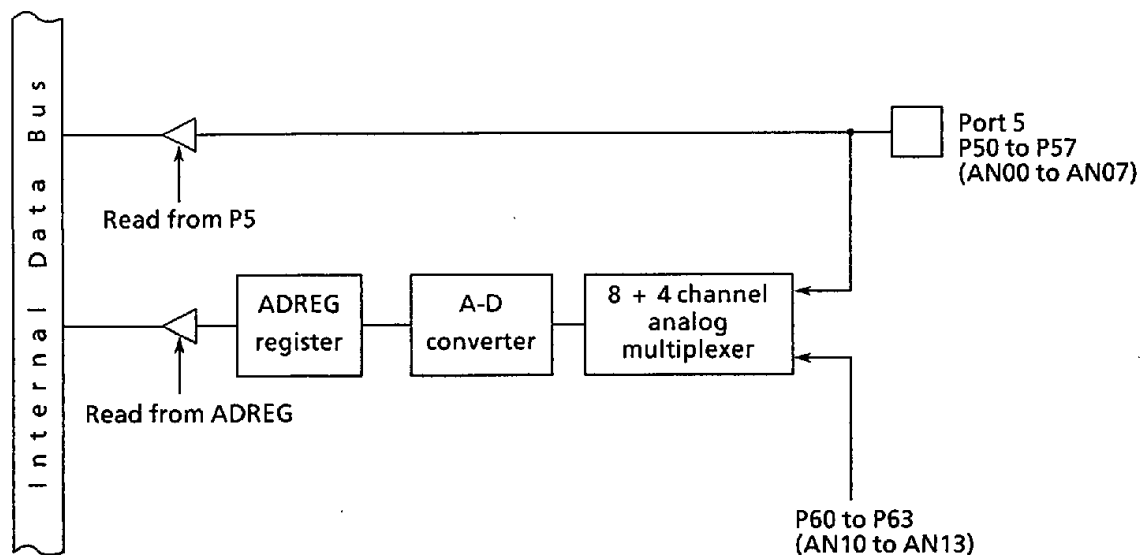 Internal Data Bus
Port 5
P50 to P57
(AN00 to AN07)
Read from P5
ADREG
register
A-D
converter
8 + 4 channel
analog
multiplexer
Read from ADREG
P60 to P63
(AN10 to AN13)